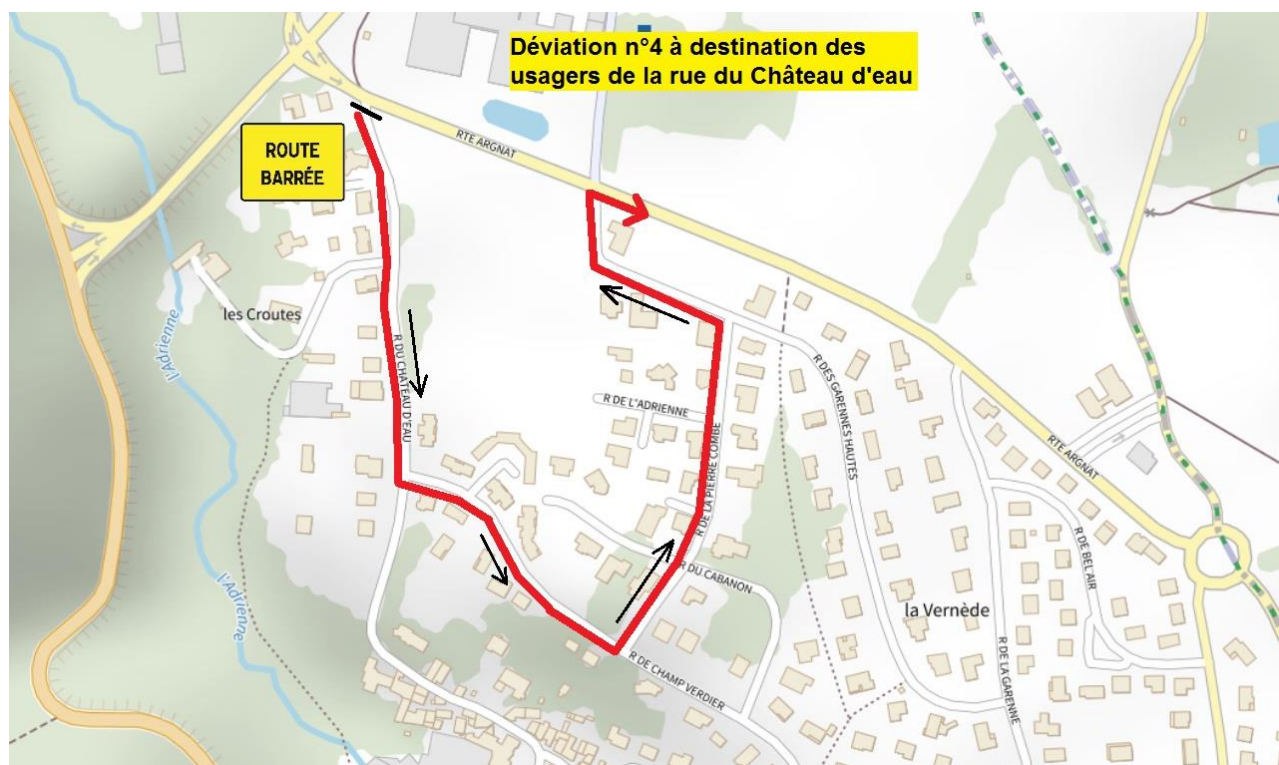 Déviation n°4 à destination des
usagers de la rue du Château d'eau
ROUTE
BARRÉE
RTE ARGNAT
les Croutes
l'Adrienne
R DU CHÂTEAU D'EAU
R DE L'ADRIENNE
R DE LA PIERRE COMBE
R DES GARENNES HAUTES
RTE ARGNAT
R DU CABANON
R DE BEL AIR
l'Adrienne
la Vernède
R DE CHAMP VERDIER
R DE LA GARENNE